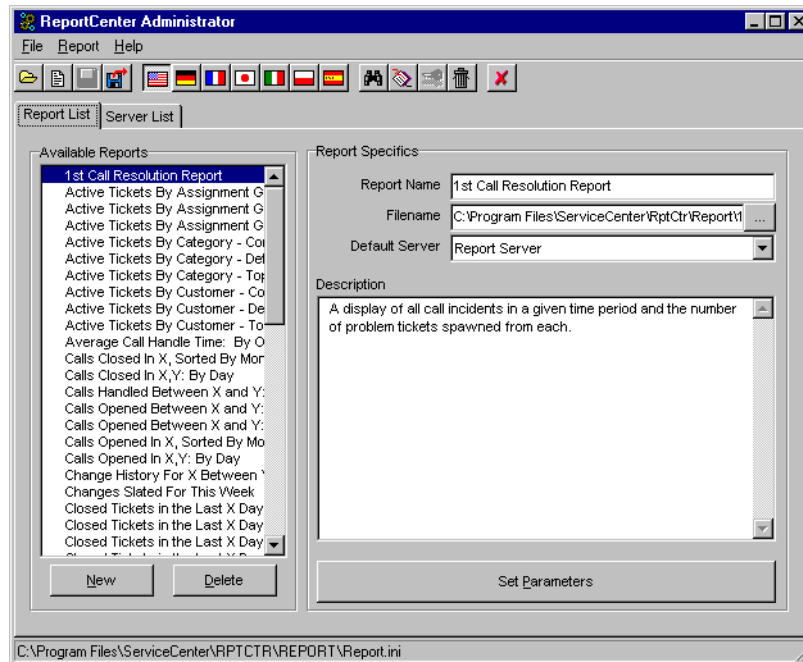 ReportCenter Administrator
File Report Help
Report List Server List
Available Reports
1st Call Resolution Report
Active Tickets By Assignment G
Active Tickets By Assignment G
Active Tickets By Assignment G
Active Tickets By Category - Co
Active Tickets By Category - Def
Active Tickets By Category - Top
Active Tickets By Customer - Co
Active Tickets By Customer - De
Active Tickets By Customer - To
Average Call Handle Time: By O
Calls Closed In X, Sorted By Mor
Calls Closed In X,Y: By Day
Calls Handled Between X and Y:
Calls Opened Between X and Y:
Calls Opened Between X and Y:
Calls Opened In X, Sorted By Mo
Calls Opened In X,Y: By Day
Change History For X Between
Changes Slated For This Week
Closed Tickets in the Last X Day
Closed Tickets in the Last X Day
Closed Tickets in the Last X Day
New Delete
Report Specifics
Report Name 1st Call Resolution Report
Filename C:\Program Files\ServiceCenter\RptCtr\Report\1 ...
Default Server Report Server
Description
A display of all call incidents in a given time period and the number
of problem tickets spawned from each.
Set Parameters
C:\Program Files\ServiceCenter\RPTCTR\REPORT\Report.ini